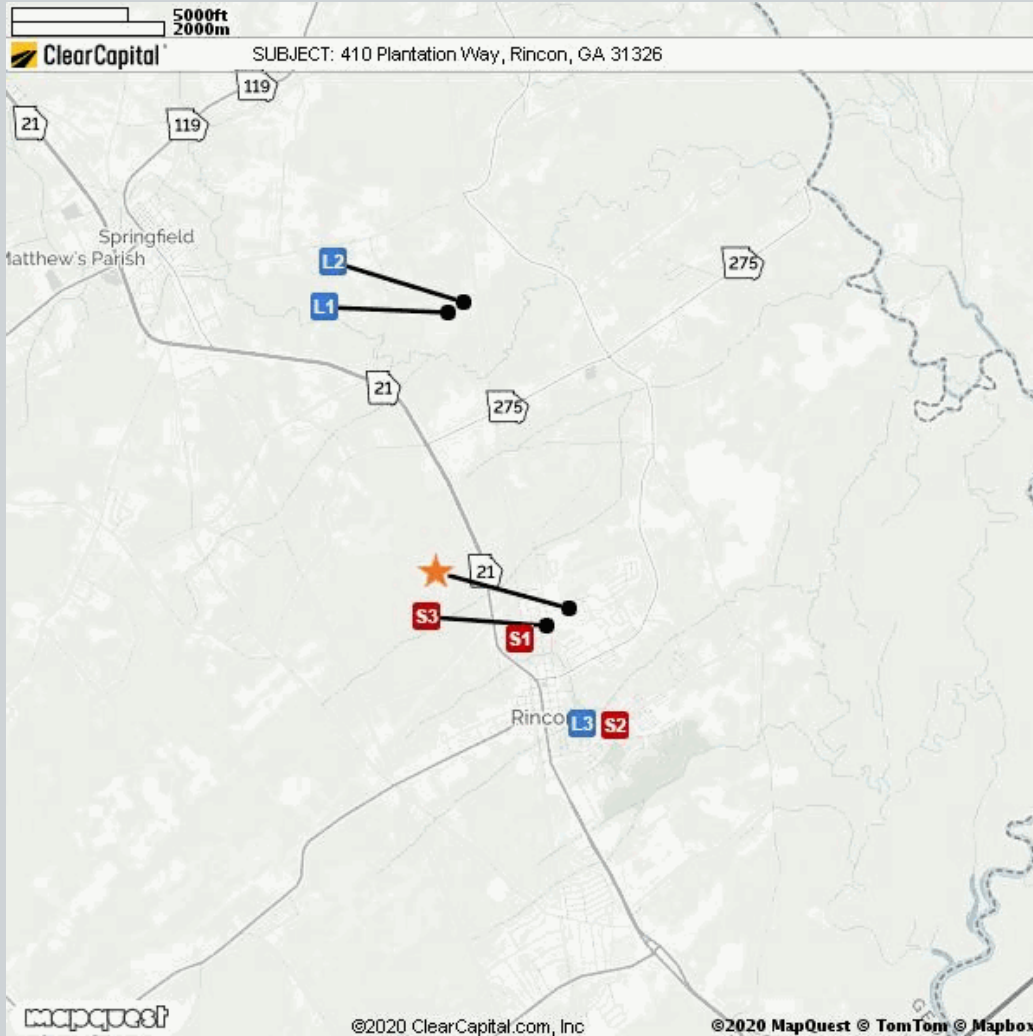 5000ft
2000m
ClearCapital
SUBJECT: 410 Plantation Way, Rincon, GA 31326
119
21
119
Springfield
Matthew's Parish
L2
275
L1
21
275
21
S3
S1
Rinco
L3
S2
mapquest
©2020 ClearCapital.com, Inc
©2020 MapQuest © TomTom © Mapbox